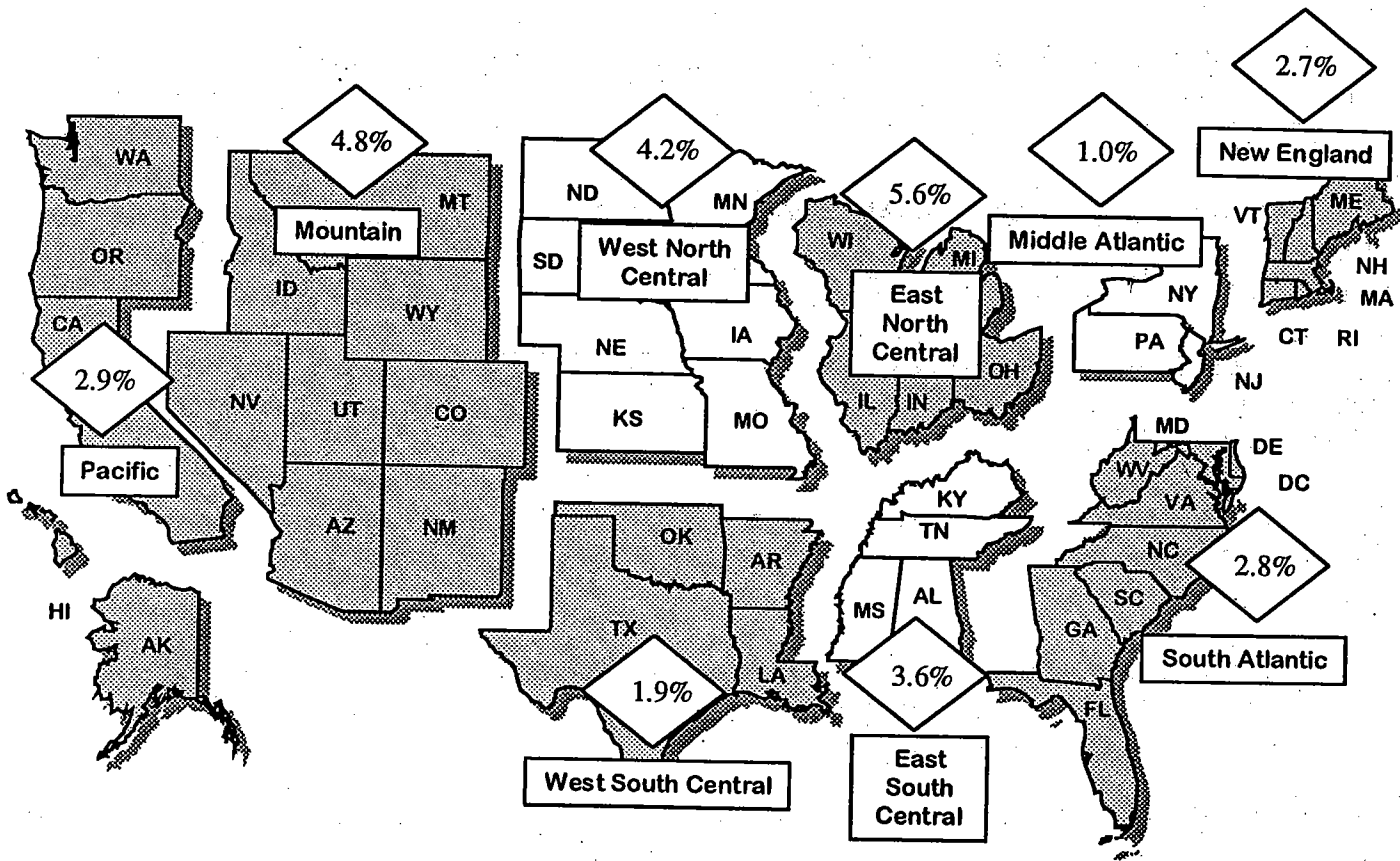 2.7%
New England
4.8%
4.2%
1.0%
5.6%
WA
Mountain
MT
ND
MN
West North
Central
SD
WI
MI
Middle Atlantic
VT
ME
NH
MA
CT
RI
OR
ID
WY
CA
2.9%
NV
UT
CO
NE
IA
KS
MO
East
North
Central
IL
IN
OH
NY
PA
NJ
Pacific
AZ
NM
HI
AK
OK
AR
TX
LA
1.9%
West South Central
KY
TN
MS
AL
3.6%
East
South
Central
MD
DE
DC
WV
VA
NC
SC
GA
FL
2.8%
South Atlantic